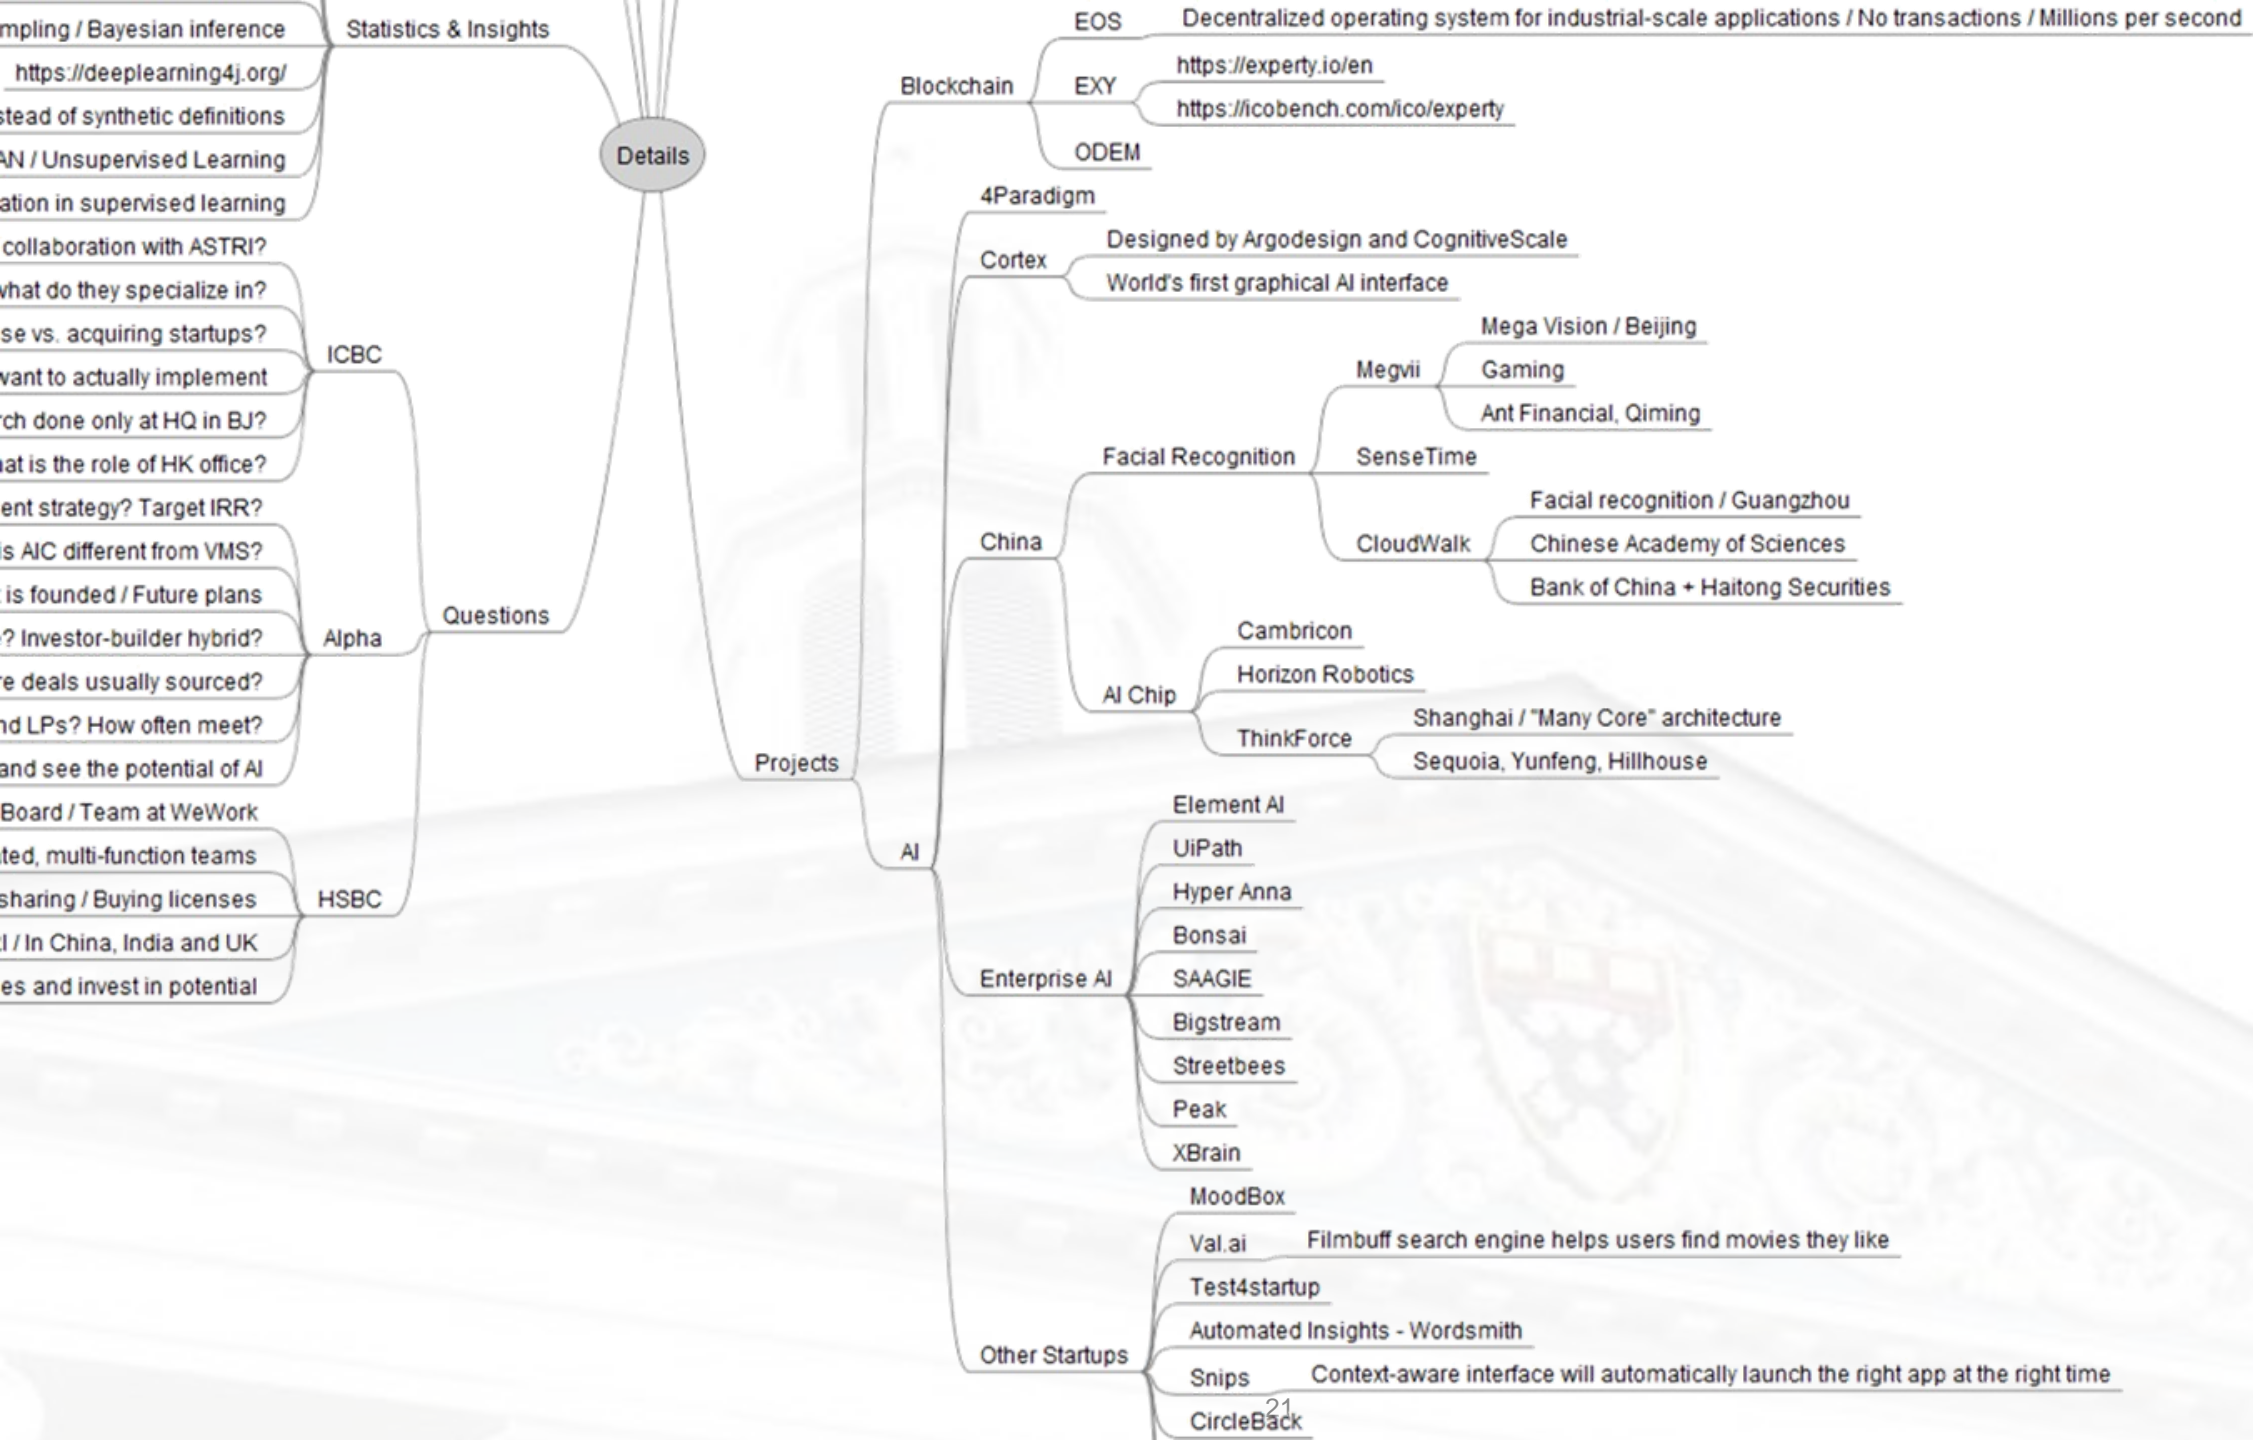 mpling / Bayesian inference
https://deeplearning4j.org/
stead of synthetic definitions
AN / Unsupervised Learning
ation in supervised learning
Statistics & Insights
Details
collaboration with ASTRI?
what do they specialize in?
se vs. acquiring startups?
want to actually implement
rch done only at HQ in BJ?
at is the role of HK office?
ICBC
ent strategy? Target IRR?
is AIC different from VMS?
is founded / Future plans
? Investor-builder hybrid?
re deals usually sourced?
nd LPs? How often meet?
and see the potential of AI
Alpha
Questions
Board / Team at WeWork
ted, multi-function teams
sharing / Buying licenses
I / In China, India and UK
es and invest in potential
HSBC
Projects
Blockchain
EOS
Decentralized operating system for industrial-scale applications / No transactions / Millions per second
EXY
https://experty.io/en
https://icobench.com/ico/experty
ODEM
AI
4Paradigm
Cortex
Designed by Argodesign and CognitiveScale
World's first graphical AI interface
China
Facial Recognition
Megvii
Mega Vision / Beijing
Gaming
Ant Financial, Qiming
SenseTime
CloudWalk
Facial recognition / Guangzhou
Chinese Academy of Sciences
Bank of China + Haitong Securities
AI Chip
Cambricon
Horizon Robotics
ThinkForce
Shanghai / "Many Core" architecture
Sequoia, Yunfeng, Hillhouse
Enterprise AI
Element AI
UiPath
Hyper Anna
Bonsai
SAAGIE
Bigstream
Streetbees
Peak
XBrain
Other Startups
MoodBox
Val.ai
Filmbuff search engine helps users find movies they like
Test4startup
Automated Insights - Wordsmith
Snips
Context-aware interface will automatically launch the right app at the right time
CircleBack
21